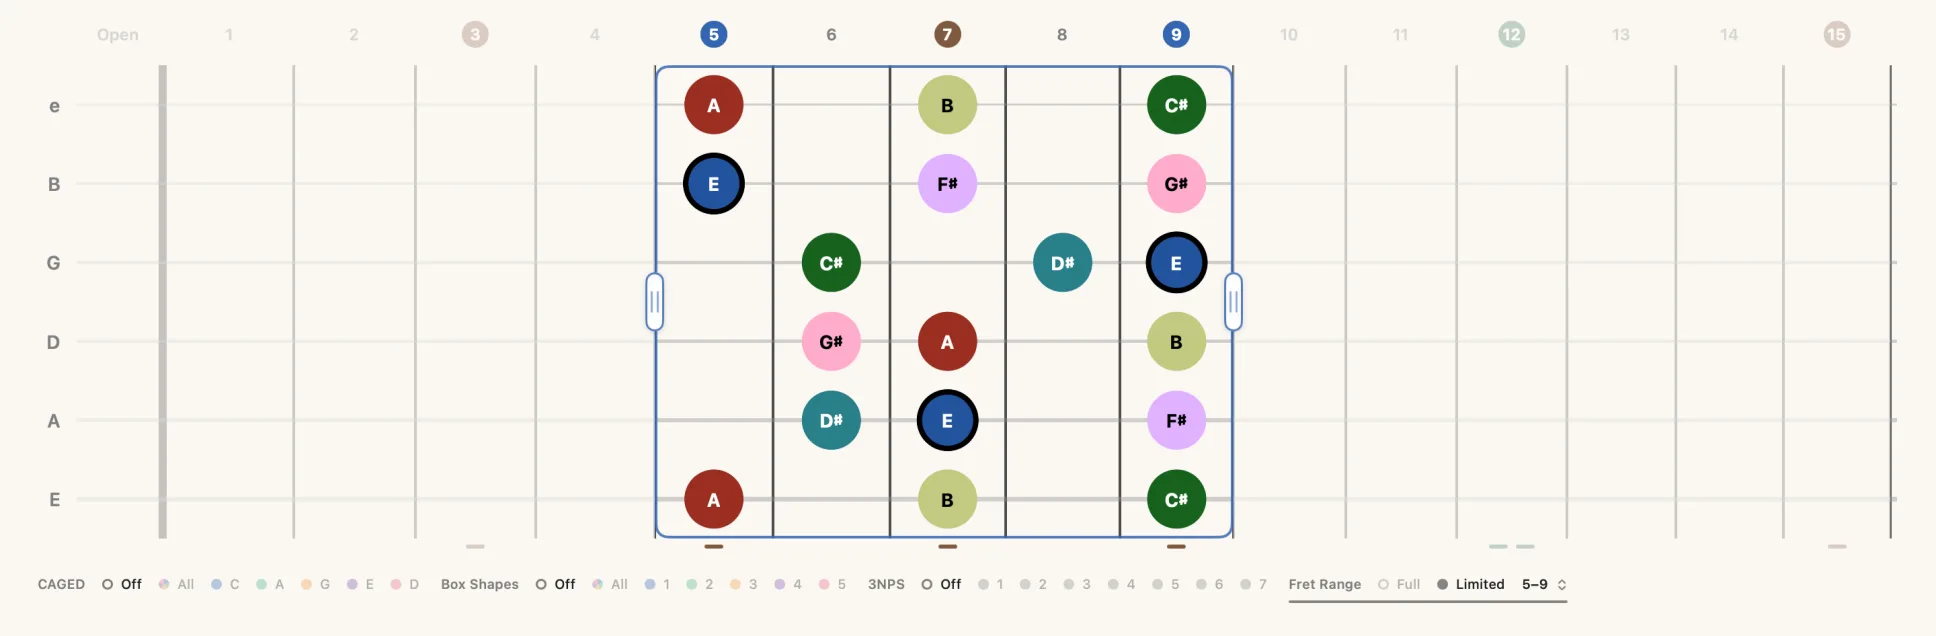 Open 1 2 3 4 5 6 7 8 9 10 11 12 13 14 15
e A B C#
B E F# G#
G C# D# E
D G# A B
A D# E F#
E A B C#
CAGED Off All C A G E D Box Shapes Off All 1 2 3 4 5 3NPS Off 1 2 3 4 5 6 7 Fret Range Full Limited 5–9